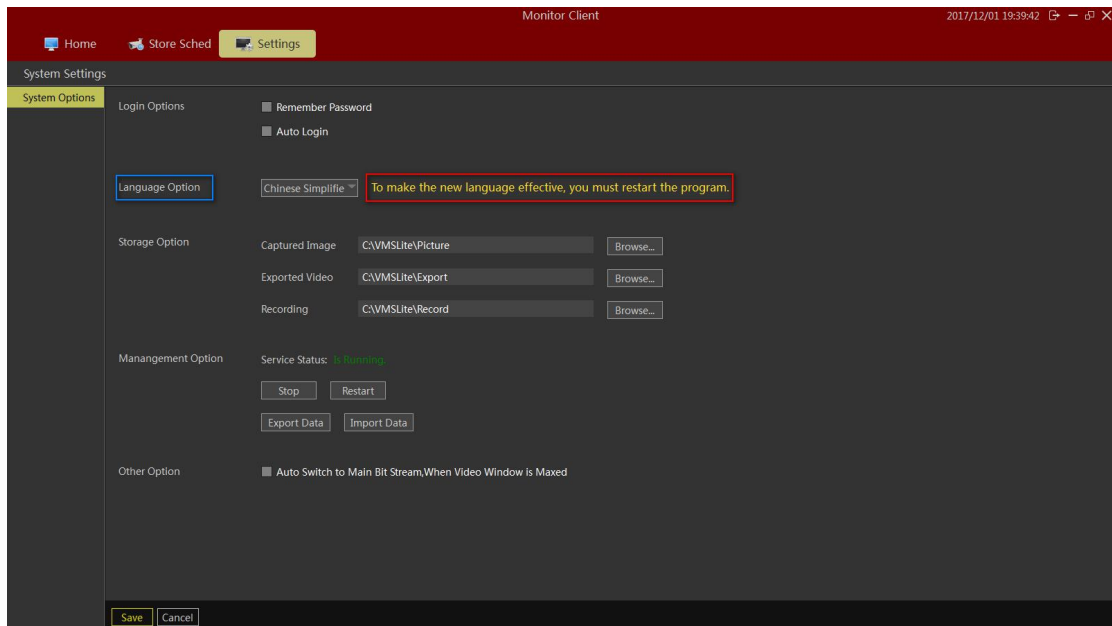 Monitor Client
2017/12/01 19:39:42
Home
Store Sched
Settings
System Settings
System Options
Login Options
Remember Password
Auto Login
Language Option
Chinese Simplifie
To make the new language effective, you must restart the program.
Storage Option
Captured Image
C:\VMSLite\Picture
Browse...
Exported Video
C:\VMSLite\Export
Browse...
Recording
C:\VMSLite\Record
Browse...
Manangement Option
Service Status: Is Running.
Stop
Restart
Export Data
Import Data
Other Option
Auto Switch to Main Bit Stream,When Video Window is Maxed
Save
Cancel